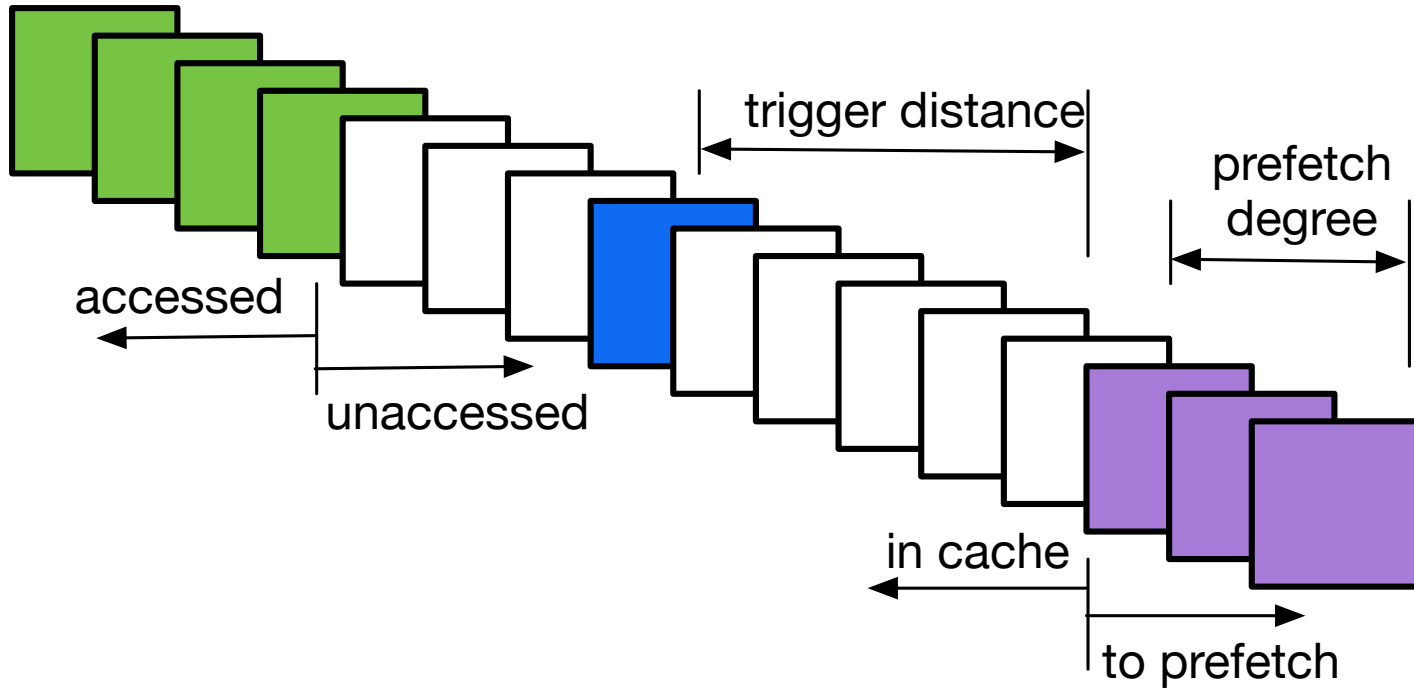 trigger distance
prefetch
degree
accessed
unaccessed
in cache
to prefetch